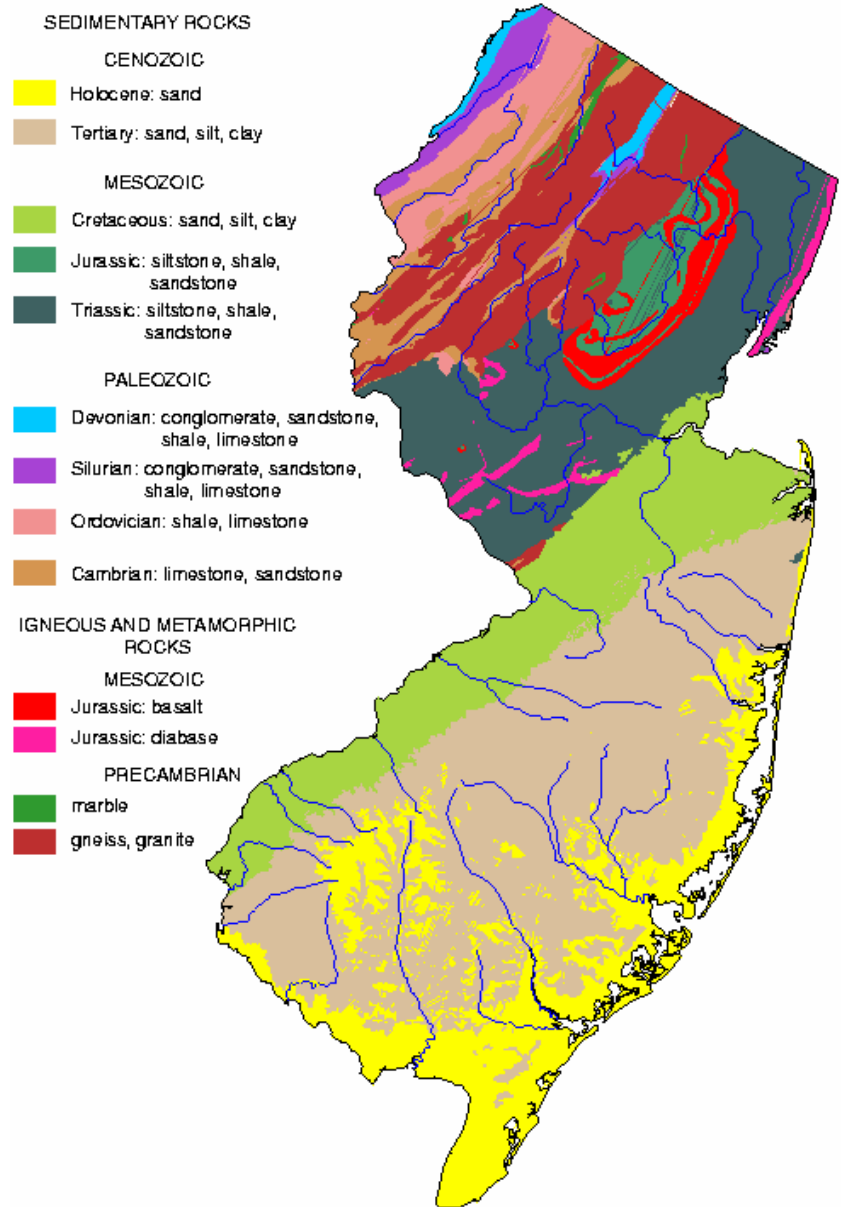 SEDIMENTARY ROCKS
CENOZOIC
Holocene: sand
Tertiary: sand, silt, clay
MESOZOIC
Cretaceous: sand, silt, clay
Jurassic: siltstone, shale,
sandstone
Triassic: siltstone, shale,
sandstone
PALEOZOIC
Devonian: conglomerate, sandstone,
shale, limestone
Silurian: conglomerate, sandstone,
shale, limestone
Ordovician: shale, limestone
Cambrian: limestone, sandstone
IGNEOUS AND METAMORPHIC
ROCKS
MESOZOIC
Jurassic: basalt
Jurassic: diabase
PRECAMBRIAN
marble
gneiss, granite